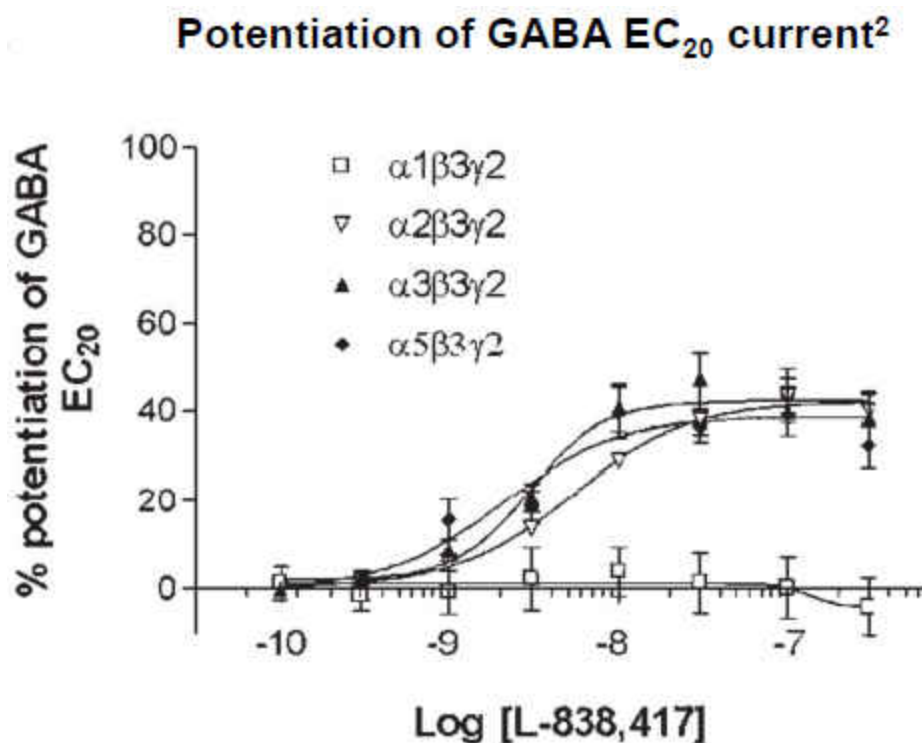 Potentiation of GABA EC₂₀ current²
% potentiation of GABA
EC₂₀
100
80
60
40
20
0
α1β3γ2
α2β3γ2
α3β3γ2
α5β3γ2
-10
-9
-8
-7
Log [L-838,417]